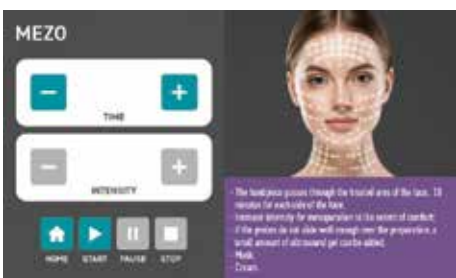 MEZO
− +
TIME
− +
INTENSITY
HOME START PAUSE STOP
- The handpiece passes through the treated area of the face, 10
minutes for each side of the face.
- Increase intensity for mesoporation to the extent of comfort;
if the probes do not slide well enough over the preparation, a
small amount of ultrasound gel can be added.
- Mask.
- Cream.